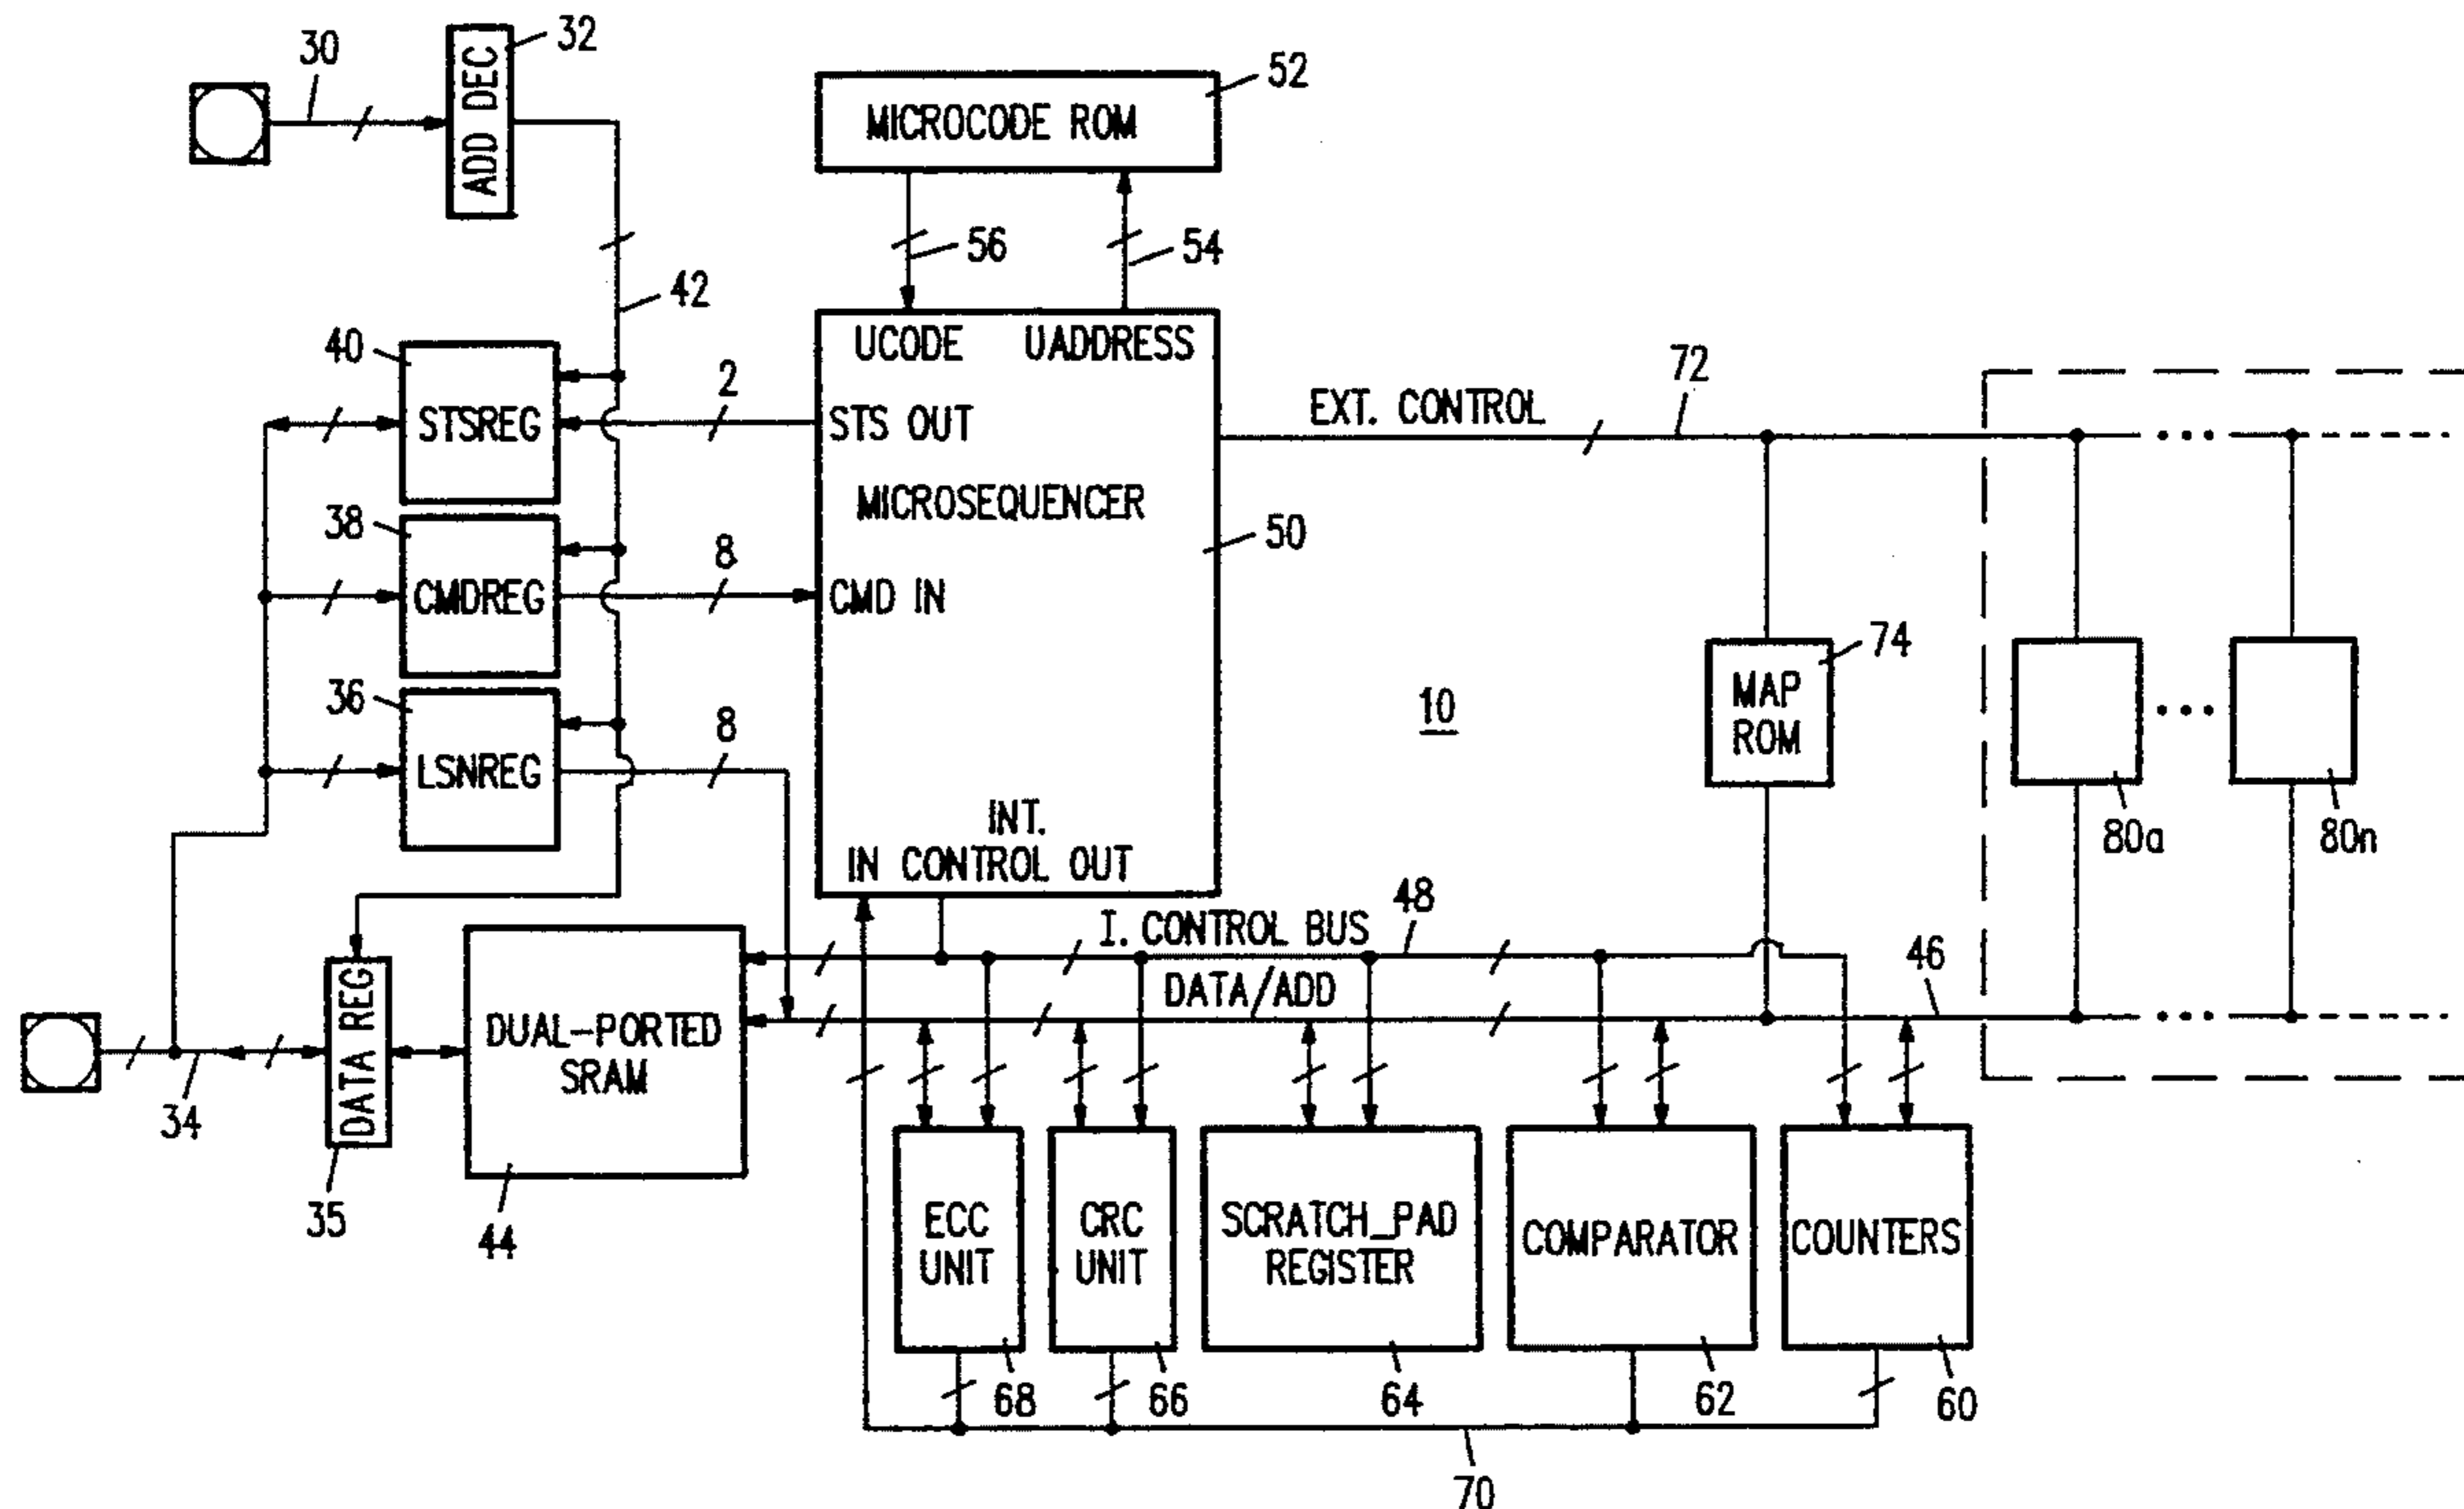 30
32
ADD DEC
52
MICROCODE ROM
56
54
42
40
STSREG
2
UCODE UADDRESS
STS OUT
MICROSEQUENCER
50
38
CMDREG
8
CMD IN
36
LSNREG
8
INT.
IN CONTROL OUT
EXT. CONTROL
72
10
74
MAP
ROM
80a
80n
I. CONTROL BUS
48
DATA/ADD
46
34
DATA REG
35
DUAL-PORTED
SRAM
44
ECC
UNIT
68
CRC
UNIT
66
SCRATCH_PAD
REGISTER
64
COMPARATOR
62
COUNTERS
60
70